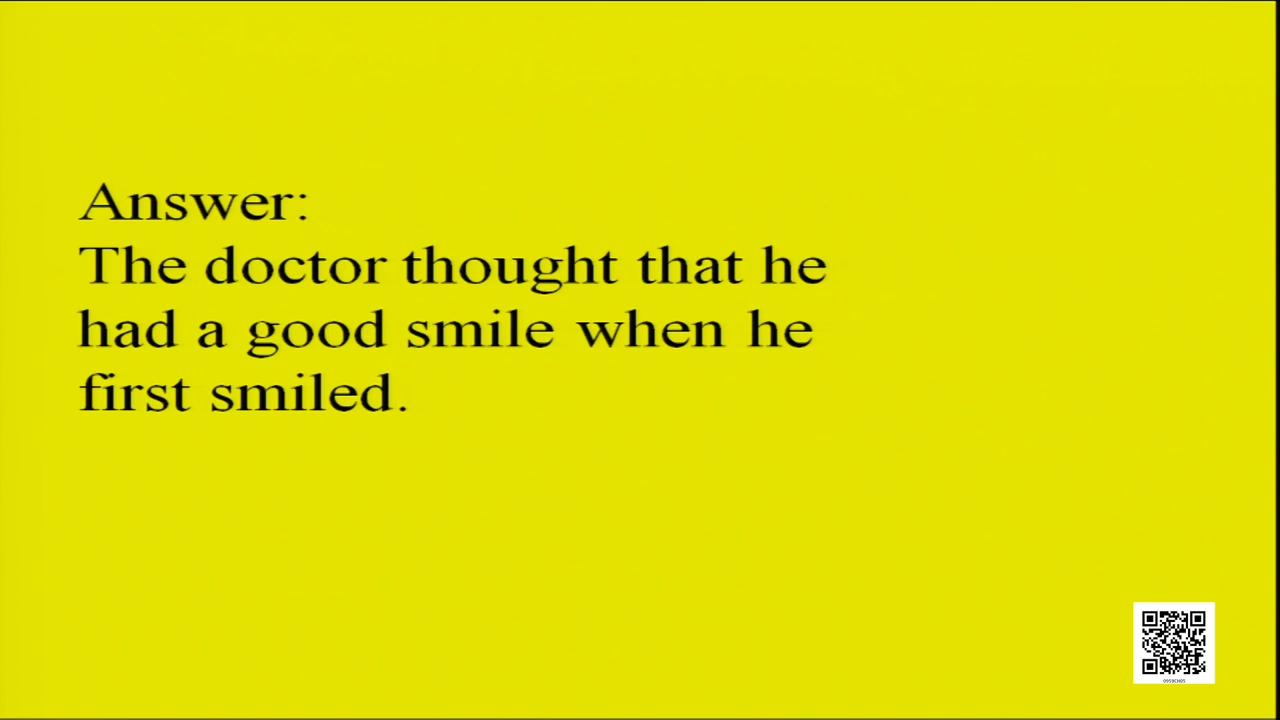 Answer:
The doctor thought that he
had a good smile when he
first smiled.